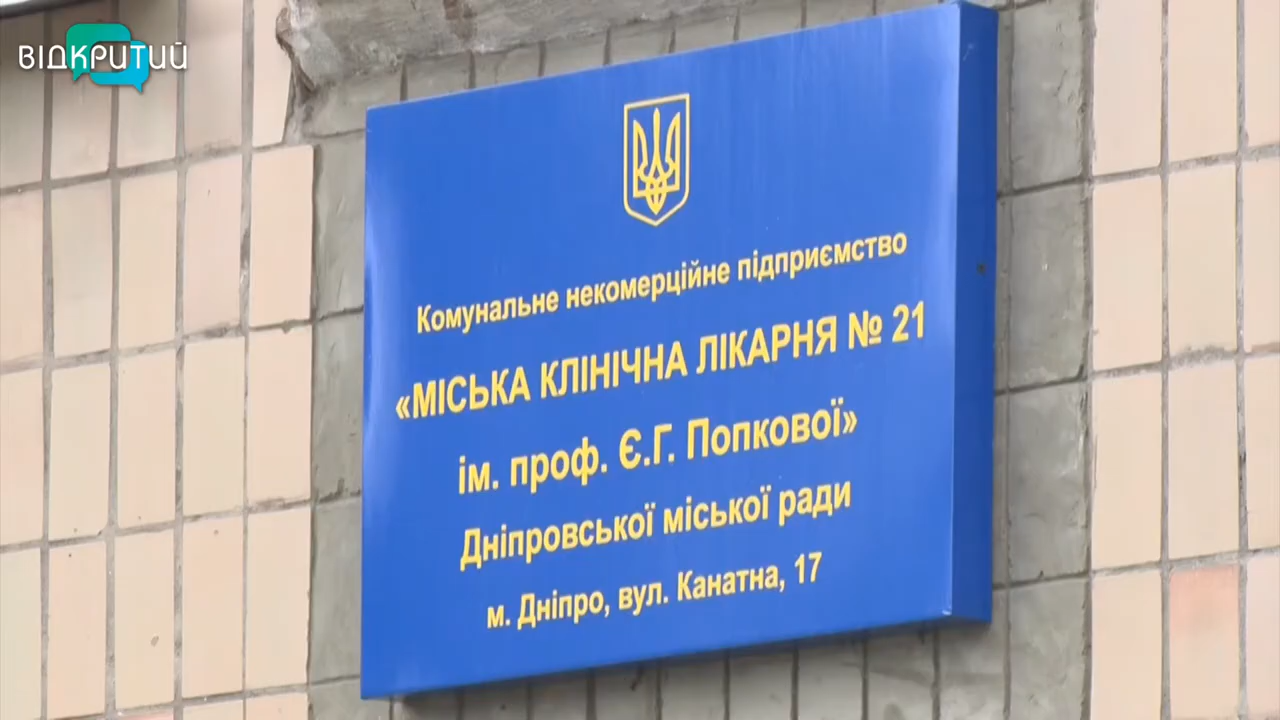 ВІДКРИТИЙ
Комунальне некомерційне підприємство
«МІСЬКА КЛІНІЧНА ЛІКАРНЯ № 21
ім. проф. Є.Г. Попкової»
Дніпровської міської ради
м. Дніпро, вул. Канатна, 17